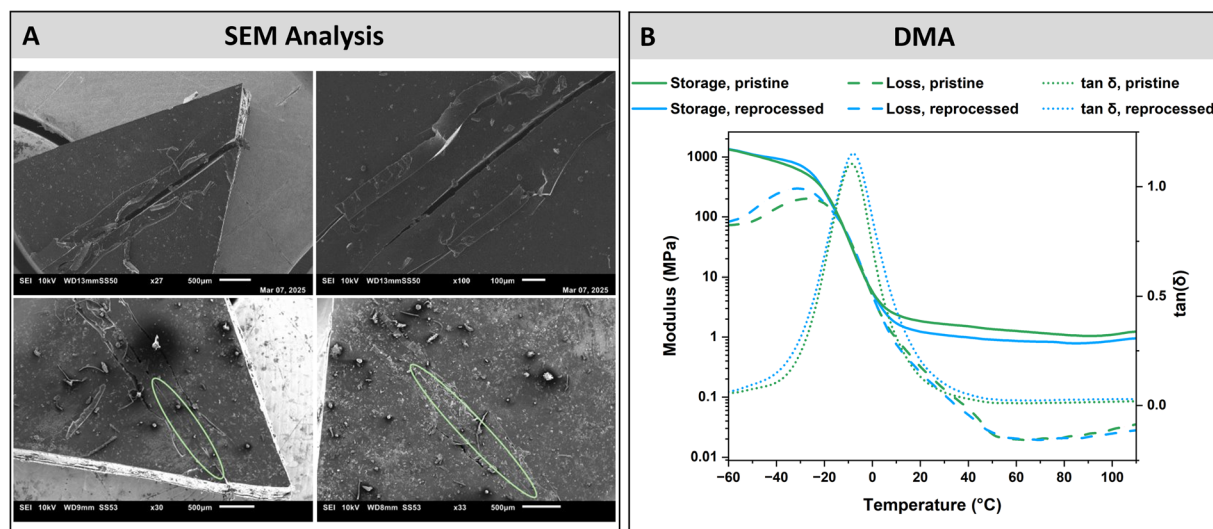 A SEM Analysis
SEI 10kV WD13mmSS50 x27 500µm
Mar 07, 2025
SEI 10kV WD13mmSS50 x100 100µm
Mar 07, 2025
SEI 10kV WD9mm SS53 x30 500µm
SEI 10kV WD8mm SS53 x33 500µm
B DMA
Storage, pristine Loss, pristine tan δ, pristine
Storage, reprocessed Loss, reprocessed tan δ, reprocessed
Modulus (MPa)
1000
100
10
1
0.1
0.01
tan(δ)
1.0
0.5
0.0
−60 −40 −20 0 20 40 60 80 100
Temperature (°C)